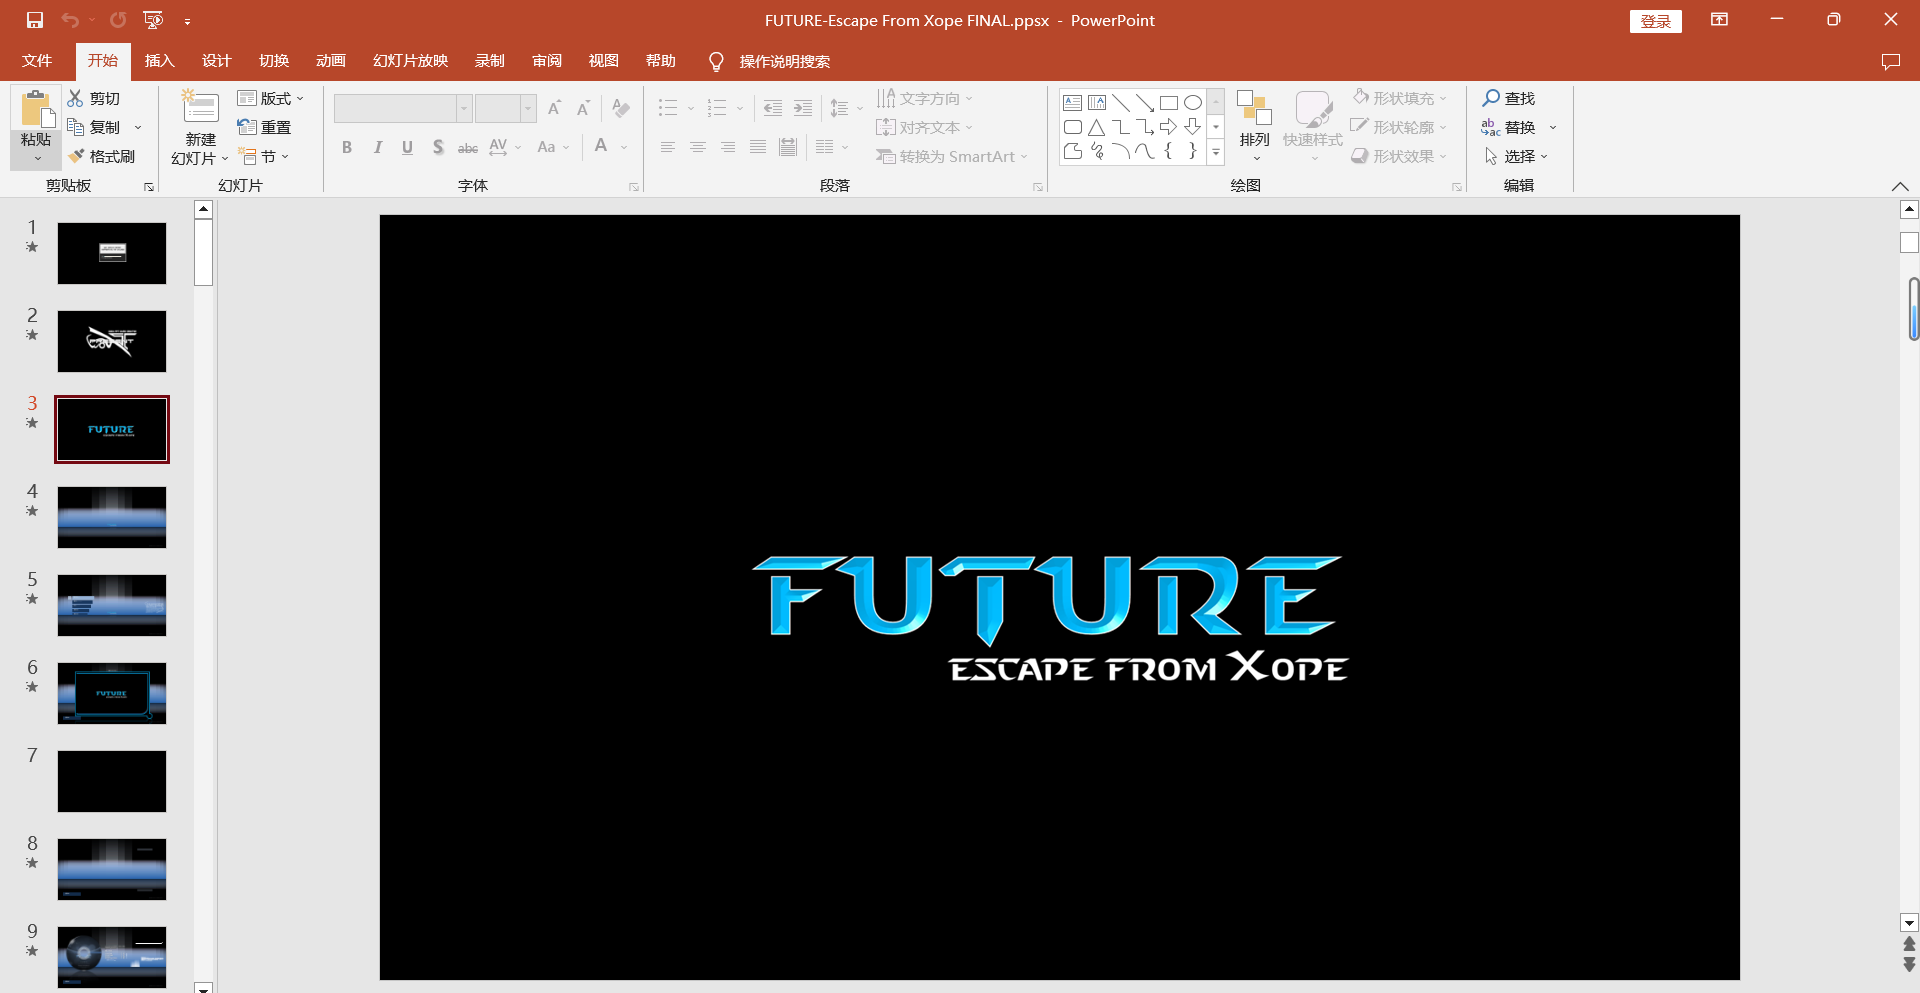 FUTURE-Escape From Xope FINAL.ppsx - PowerPoint
登录
文件 开始 插入 设计 切换 动画 幻灯片放映 录制 审阅 视图 帮助 操作说明搜索
粘贴
剪切
复制
格式刷
剪贴板
新建
幻灯片
版式
重置
节
幻灯片
B I U S abc AV Aa A
字体
文字方向
对齐文本
转换为 SmartArt
段落
排列
快速样式
形状填充
形状轮廓
形状效果
绘图
查找
替换
选择
编辑
1
2
3
FUTURE
4
5
6
FUTURE
7
8
9
FUTURE
ESCAPE FROM XOPE